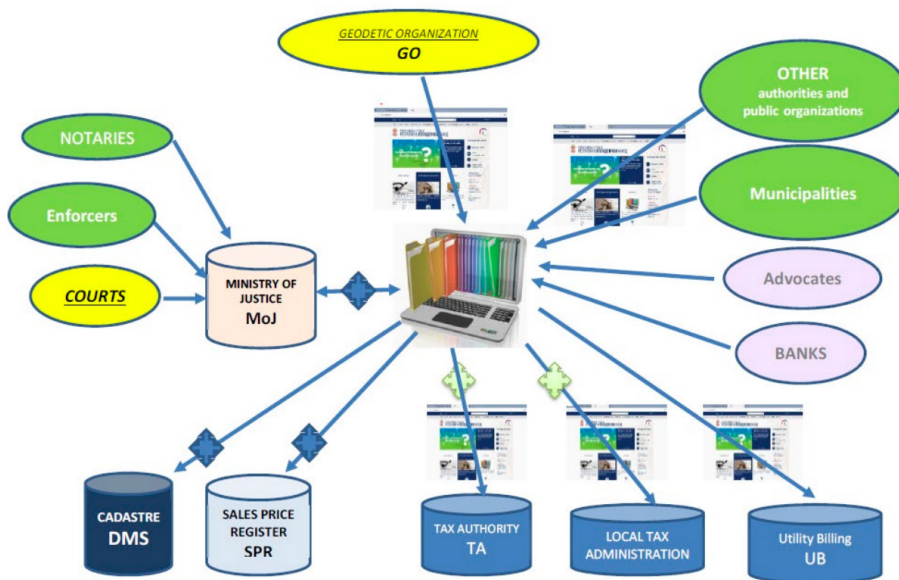 GEODETIC ORGANIZATION
GO
OTHER
authorities and
public organizations
NOTARIES
Municipalities
Enforcers
MINISTRY OF
JUSTICE
MoJ
COURTS
Advocates
BANKS
CADASTRE
DMS
SALES PRICE
REGISTER
SPR
TAX AUTHORITY
TA
LOCAL TAX
ADMINISTRATION
Utility Billing
UB